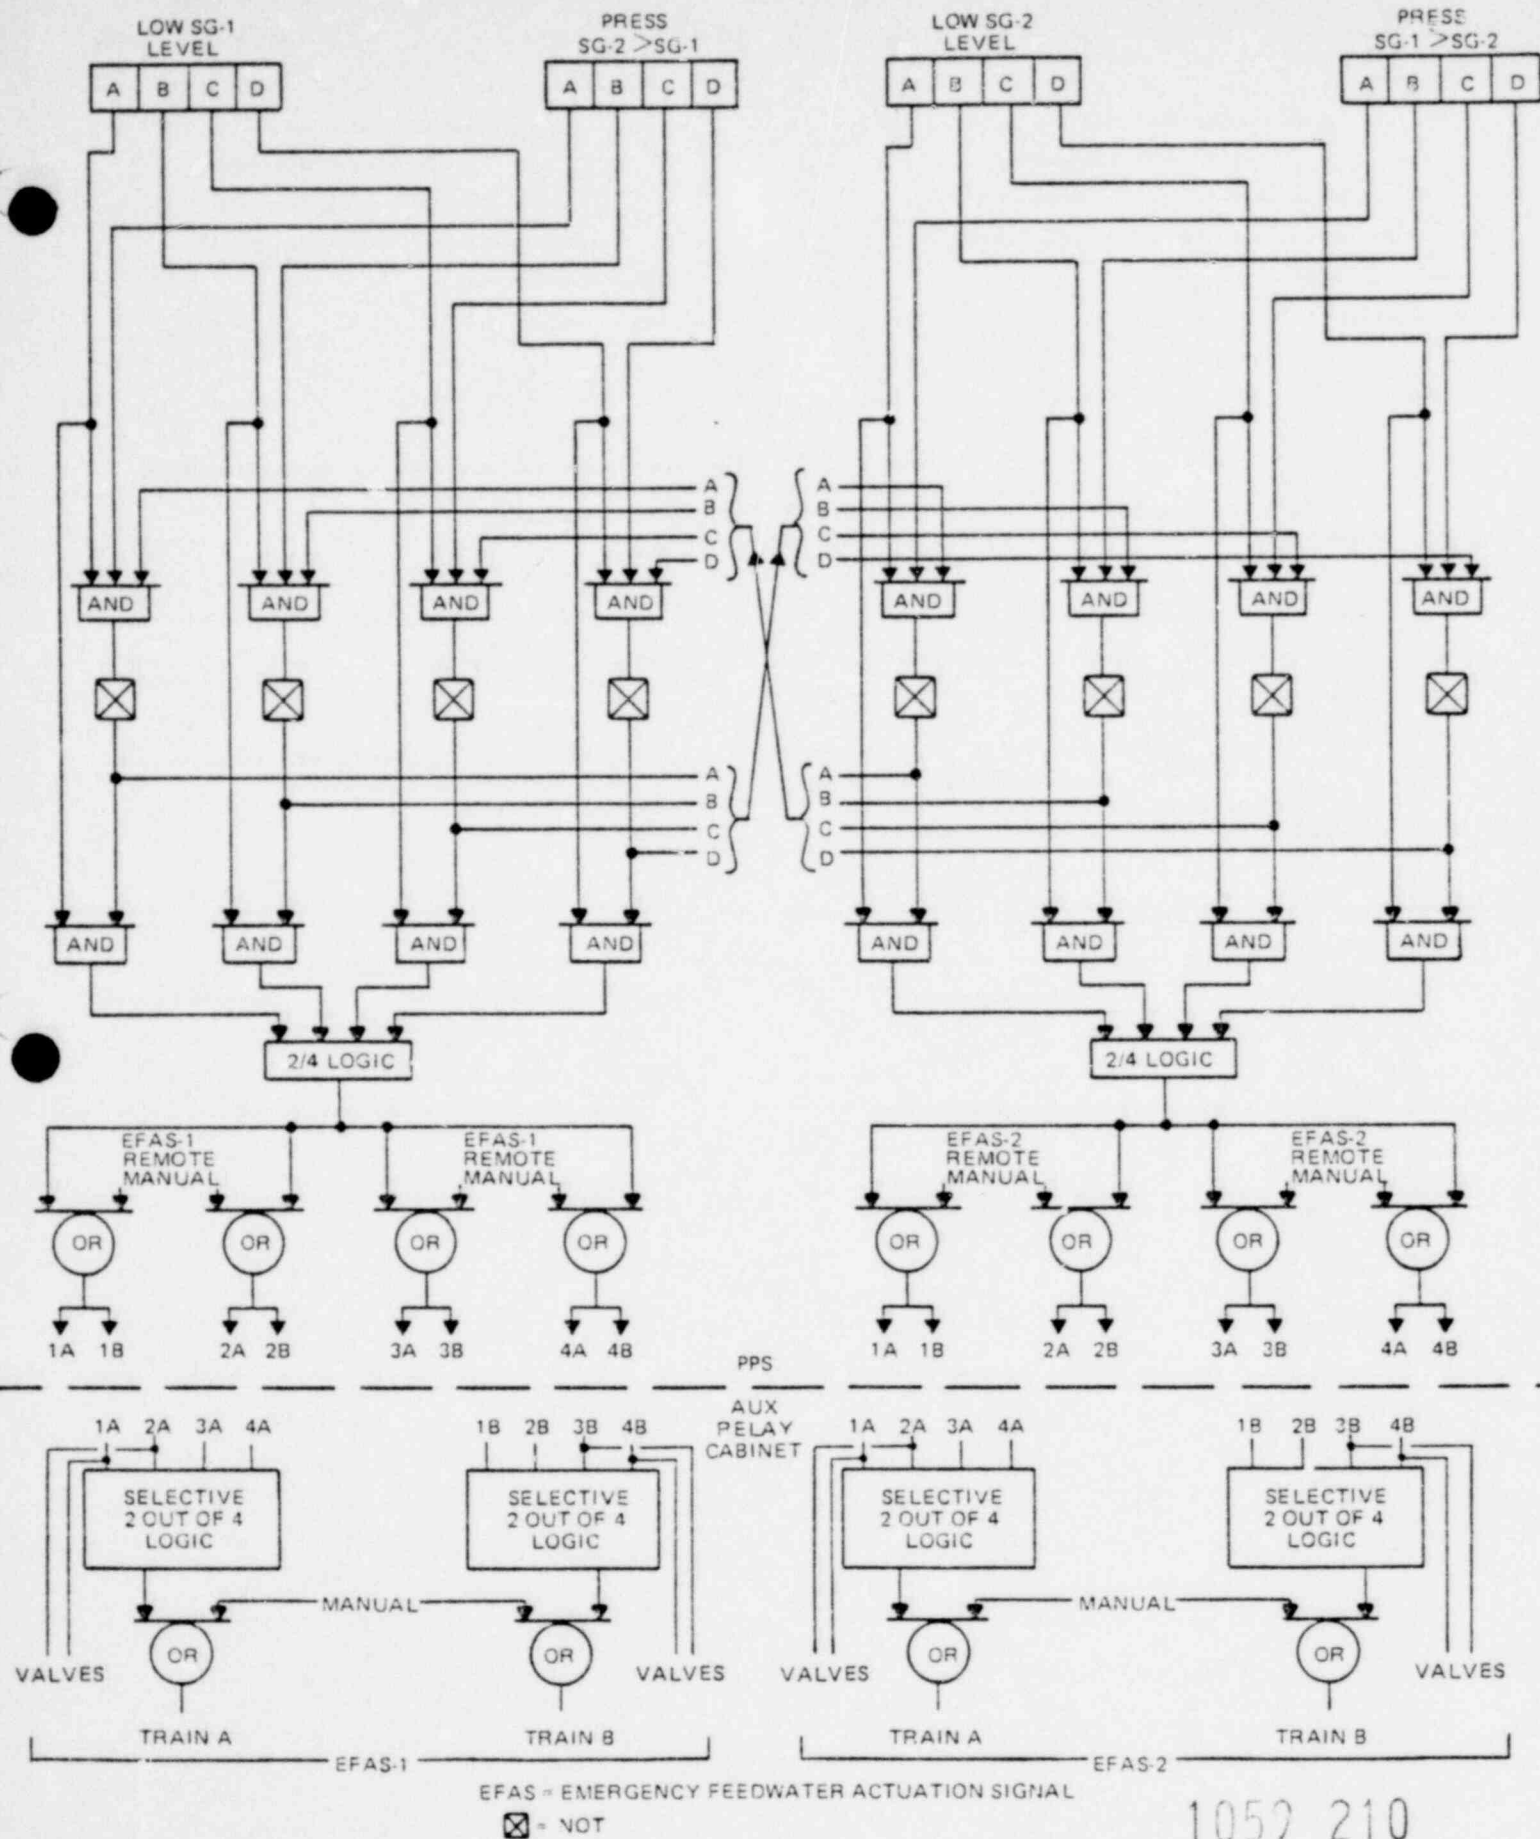 LOW SG-1
LEVEL
PRESS
SG-2 >SG-1
LOW SG-2
LEVEL
PRESS
SG-1 >SG-2
A B C D
A B C D
A B C D
A B C D
A
B
C
D
A
B
C
D
AND AND AND AND
AND AND AND AND
A
B
C
D
A
B
C
D
AND AND AND AND
AND AND AND AND
2/4 LOGIC
2/4 LOGIC
EFAS-1
REMOTE
MANUAL
EFAS-1
REMOTE
MANUAL
EFAS-2
REMOTE
MANUAL
EFAS-2
REMOTE
MANUAL
OR OR OR OR
OR OR OR OR
1A 1B 2A 2B 3A 3B 4A 4B
1A 1B 2A 2B 3A 3B 4A 4B
PPS
AUX
PELAY
CABINET
1A 2A 3A 4A
1B 2B 3B 4B
1A 2A 3A 4A
1B 2B 3B 4B
SELECTIVE
2 OUT OF 4
LOGIC
SELECTIVE
2 OUT OF 4
LOGIC
SELECTIVE
2 OUT OF 4
LOGIC
SELECTIVE
2 OUT OF 4
LOGIC
MANUAL
MANUAL
OR OR
OR OR
VALVES
VALVES
VALVES
VALVES
TRAIN A
TRAIN B
TRAIN A
TRAIN B
EFAS-1
EFAS-2
EFAS = EMERGENCY FEEDWATER ACTUATION SIGNAL
= NOT
1059 210